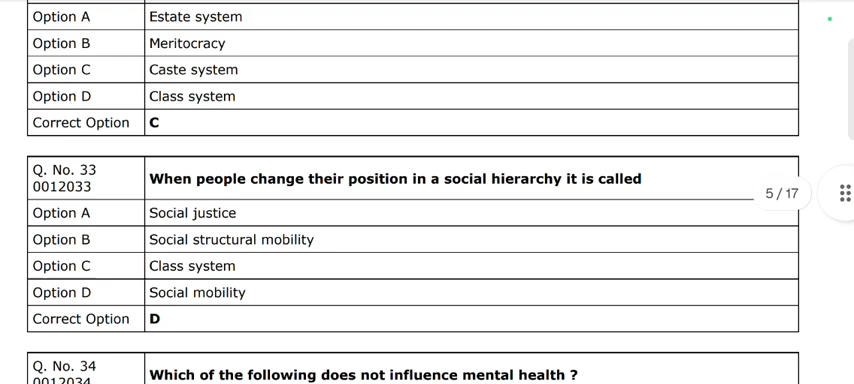 Option A Estate system
Option B Meritocracy
Option C Caste system
Option D Class system
Correct Option C
Q. No. 33
0012033
When people change their position in a social hierarchy it is called
5 / 17
Option A Social justice
Option B Social structural mobility
Option C Class system
Option D Social mobility
Correct Option D
Q. No. 34
0012034
Which of the following does not influence mental health ?